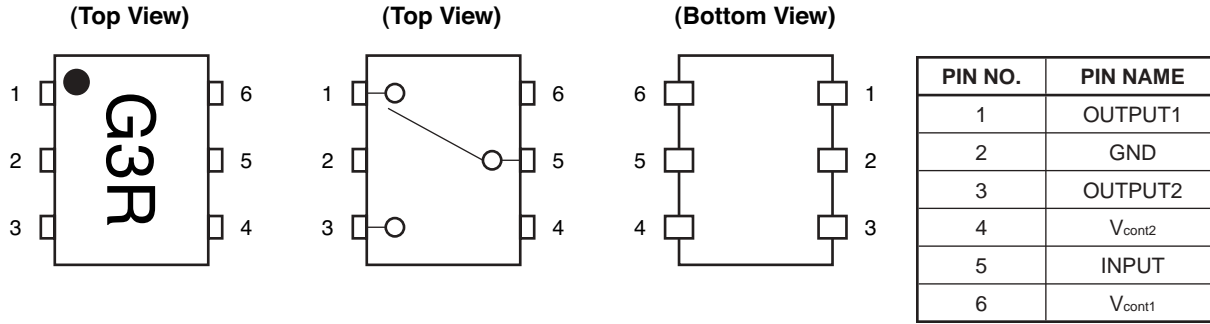 (Top View)
1 6
2 5
3 4
G3R
(Top View)
1 6
2 5
3 4
(Bottom View)
6 1
5 2
4 3
PIN NO. PIN NAME
1 OUTPUT1
2 GND
3 OUTPUT2
4 Vcont2
5 INPUT
6 Vcont1